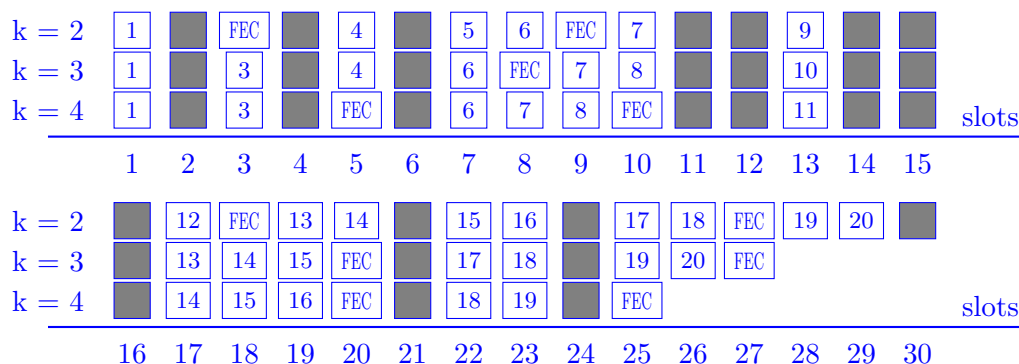 k = 2 1 FEC 4 5 6 FEC 7 9
k = 3 1 3 4 6 FEC 7 8 10
k = 4 1 3 FEC 6 7 8 FEC 11 slots
1 2 3 4 5 6 7 8 9 10 11 12 13 14 15
k = 2 12 FEC 13 14 15 16 17 18 FEC 19 20
k = 3 13 14 15 FEC 17 18 19 20 FEC
k = 4 14 15 16 FEC 18 19 FEC slots
16 17 18 19 20 21 22 23 24 25 26 27 28 29 30